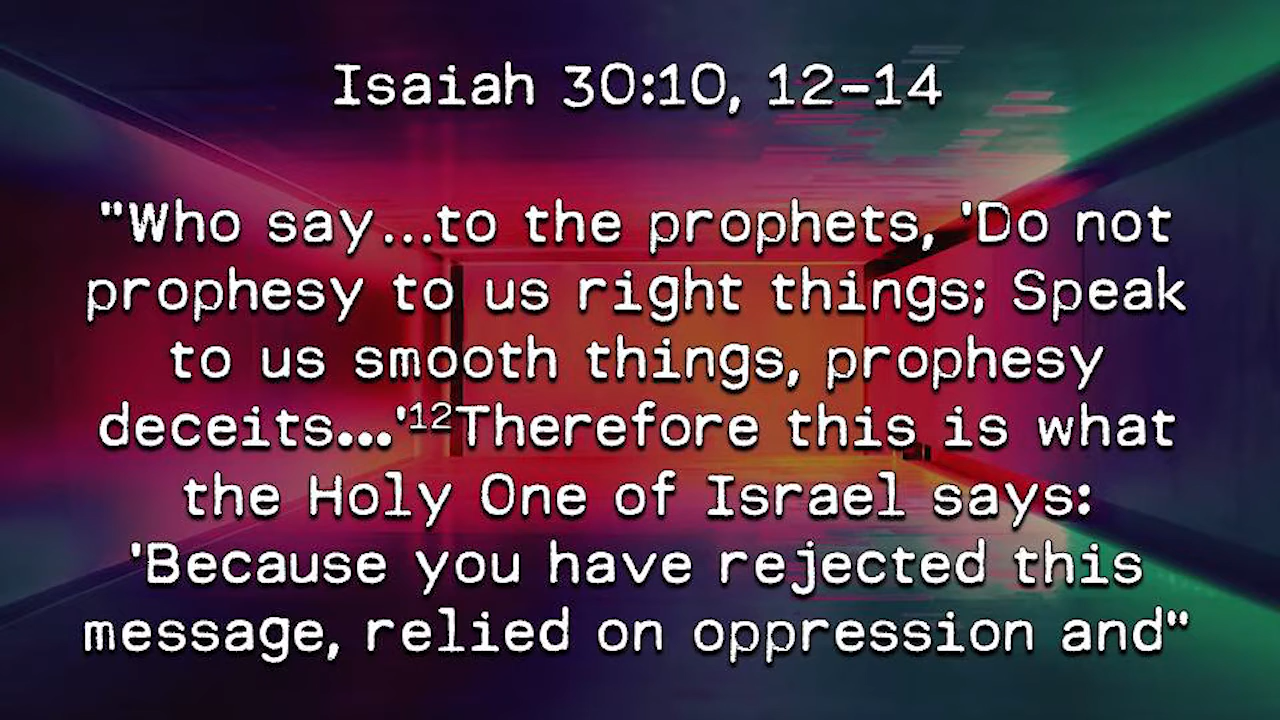 Isaiah 30:10, 12-14
"Who say...to the prophets, 'Do not
prophesy to us right things; Speak
to us smooth things, prophesy
deceits...'¹²Therefore this is what
the Holy One of Israel says:
'Because you have rejected this
message, relied on oppression and"